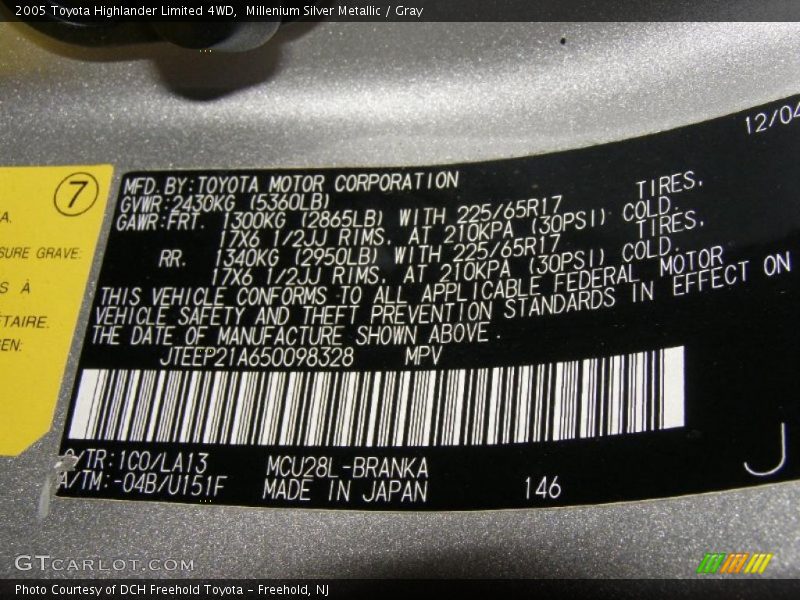 2005 Toyota Highlander Limited 4WD, Millenium Silver Metallic / Gray
12/04
7
MFD. BY: TOYOTA MOTOR CORPORATION
GVWR: 2430KG (5360LB)
GAWR: FRT. 1300KG (2865LB) WITH 225/65R17 TIRES,
17X6 1/2JJ RIMS, AT 210KPA (30PSI) COLD.
RR. 1340KG (2950LB) WITH 225/65R17 TIRES,
17X6 1/2JJ RIMS, AT 210KPA (30PSI) COLD.
THIS VEHICLE CONFORMS TO ALL APPLICABLE FEDERAL MOTOR
VEHICLE SAFETY AND THEFT PREVENTION STANDARDS IN EFFECT ON
THE DATE OF MANUFACTURE SHOWN ABOVE.
JTEEP21A650098328 MPV
A.
SURE GRAVE:
S À
ÉTAIRE.
EN:
/TR: 1C0/LA13 MCU28L-BRANKA
A/TM: -04B/U151F MADE IN JAPAN 146
J
GTCARLOT.COM
Photo Courtesy of DCH Freehold Toyota - Freehold, NJ